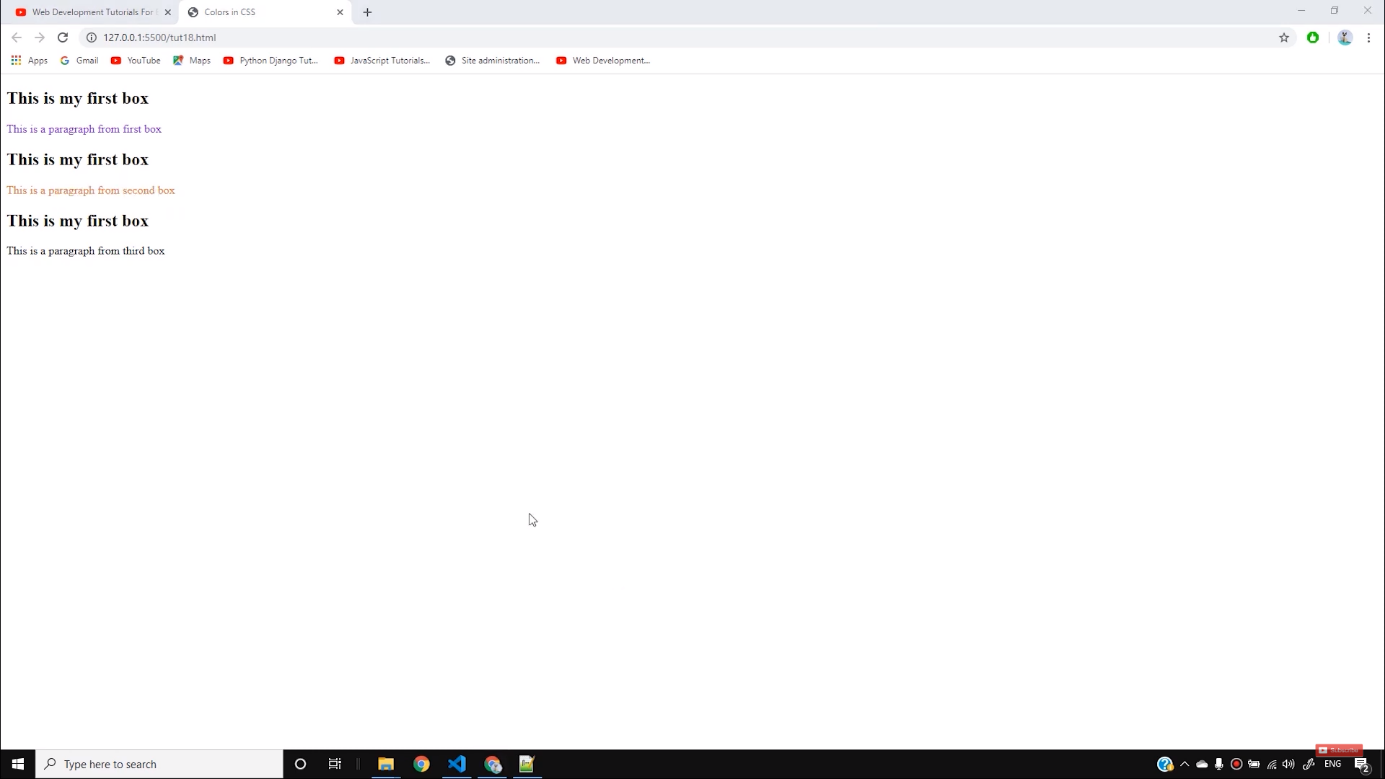 Web Development Tutorials For
Colors in CSS
127.0.0.1:5500/tut18.html
Apps
Gmail
YouTube
Maps
Python Django Tut...
JavaScript Tutorials...
Site administration...
Web Development...
This is my first box
This is a paragraph from first box
This is my first box
This is a paragraph from second box
This is my first box
This is a paragraph from third box
Subscribe
Type here to search
ENG
2